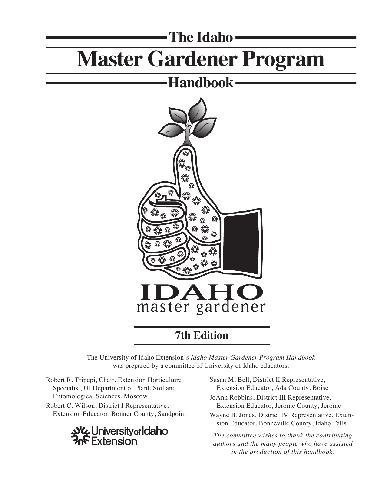 The Idaho
Master Gardener Program
Handbook
IDAHO
master gardener
7th Edition
The University of Idaho Extension's Idaho Master Gardener Program Handbook
was prepared by a committee of University of Idaho educators.
Robert R. Tripepi, Chair, Extension Horticulture
Specialist, UI Department of Plant, Soil and
Entomological Sciences, Moscow
Robert C. Wilson, District I Representative,
Extension Educator Bonner County, Sandpoint
University of Idaho
Extension
Susan M. Bell, District II Representative,
Extension Educator, Ada County, Boise
JoAnn Robbins, District III Representative,
Extension Educator, Jerome County, Jerome
Wayne B. Jones, District IV Representative, Exten-
sion Educator, Bonneville County, Idaho Falls
The committee wishes to thank the contributing
authors and the many people who have assisted
in the production of this handbook.